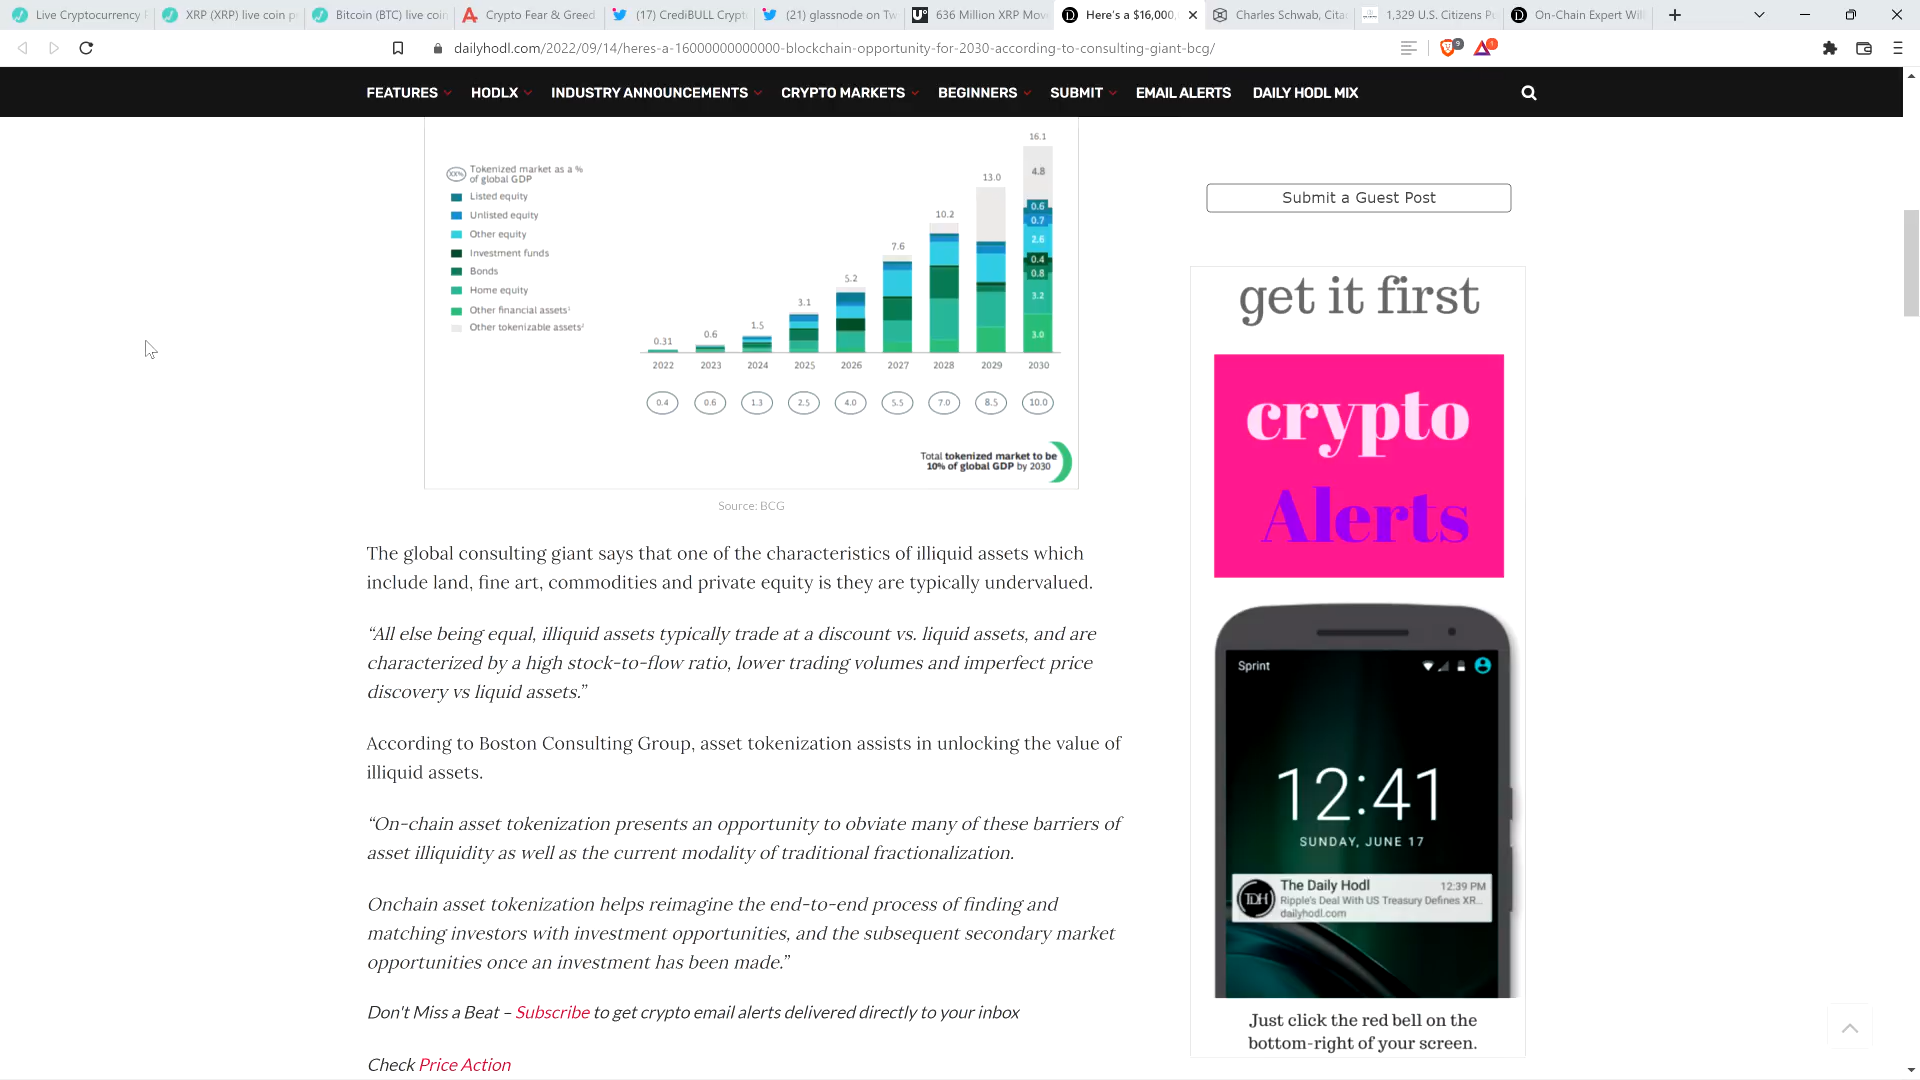 Live Cryptocurrency
XRP (XRP) live coin p
Bitcoin (BTC) live coin
Crypto Fear & Greed
(17) CrediBULL Crypt
(21) glassnode on Tw
636 Million XRP Mov
Here's a $16,000,
Charles Schwab, Cita
1,329 U.S. Citizens Pu
On-Chain Expert Will
dailyhodl.com/2022/09/14/heres-a-16000000000000-blockchain-opportunity-for-2030-according-to-consulting-giant-bcg/
9
1
FEATURES
HODLX
INDUSTRY ANNOUNCEMENTS
CRYPTO MARKETS
BEGINNERS
SUBMIT
EMAIL ALERTS
DAILY HODL MIX
XX% Tokenized market as a %
of global GDP
Listed equity
Unlisted equity
Other equity
Investment funds
Bonds
Home equity
Other financial assets¹
Other tokenizable assets²
0.31
0.6
1.5
3.1
5.2
7.6
10.2
13.0
16.1
4.8
0.6
0.7
2.6
0.4
0.8
3.2
3.0
2022 2023 2024 2025 2026 2027 2028 2029 2030
0.4 0.6 1.3 2.5 4.0 5.5 7.0 8.5 10.0
Total tokenized market to be
10% of global GDP by 2030
Source: BCG
The global consulting giant says that one of the characteristics of illiquid assets which
include land, fine art, commodities and private equity is they are typically undervalued.
“All else being equal, illiquid assets typically trade at a discount vs. liquid assets, and are
characterized by a high stock-to-flow ratio, lower trading volumes and imperfect price
discovery vs liquid assets.”
According to Boston Consulting Group, asset tokenization assists in unlocking the value of
illiquid assets.
“On-chain asset tokenization presents an opportunity to obviate many of these barriers of
asset illiquidity as well as the current modality of traditional fractionalization.
Onchain asset tokenization helps reimagine the end-to-end process of finding and
matching investors with investment opportunities, and the subsequent secondary market
opportunities once an investment has been made.”
Don't Miss a Beat – Subscribe to get crypto email alerts delivered directly to your inbox
Check Price Action
Submit a Guest Post
get it first
crypto
Alerts
Sprint
12:41
SUNDAY, JUNE 17
TDH
The Daily Hodl 12:39 PM
Ripple's Deal With US Treasury Defines XR...
dailyhodl.com
Just click the red bell on the
bottom-right of your screen.